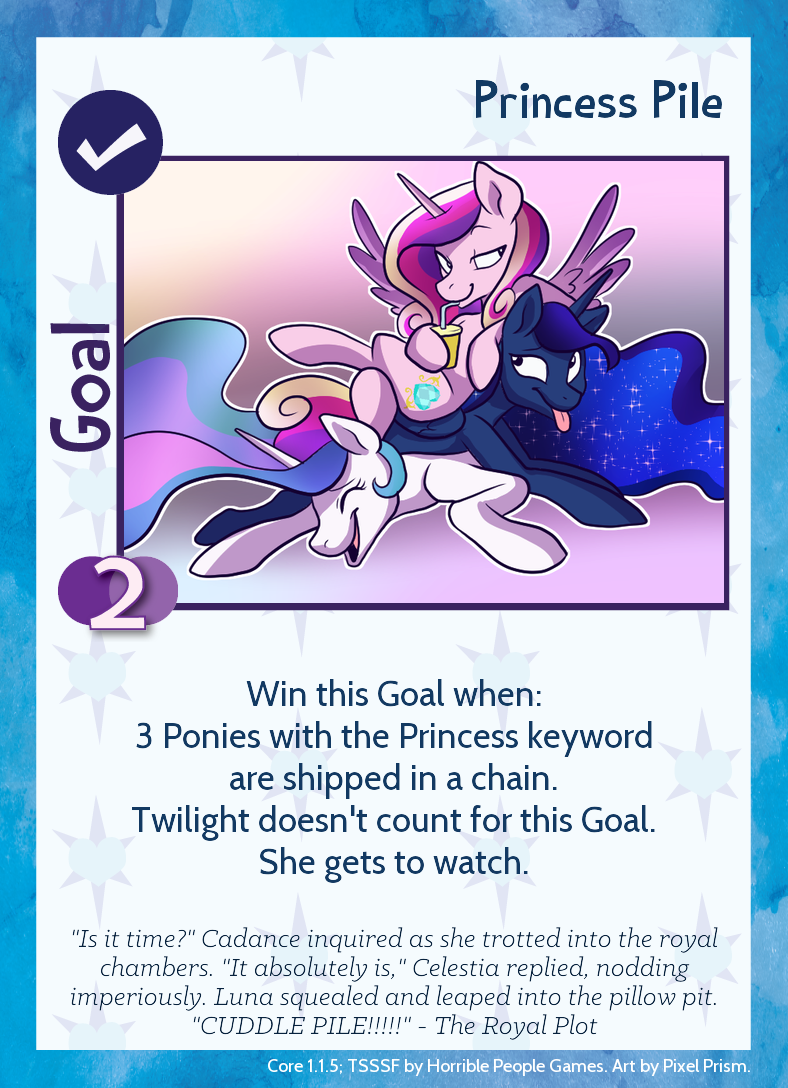 Princess Pile
Goal
2
Win this Goal when:
3 Ponies with the Princess keyword
are shipped in a chain.
Twilight doesn't count for this Goal.
She gets to watch.
"Is it time?" Cadance inquired as she trotted into the royal
chambers. "It absolutely is," Celestia replied, nodding
imperiously. Luna squealed and leaped into the pillow pit.
"CUDDLE PILE!!!!!" - The Royal Plot
Core 1.1.5; TSSSF by Horrible People Games. Art by Pixel Prism.